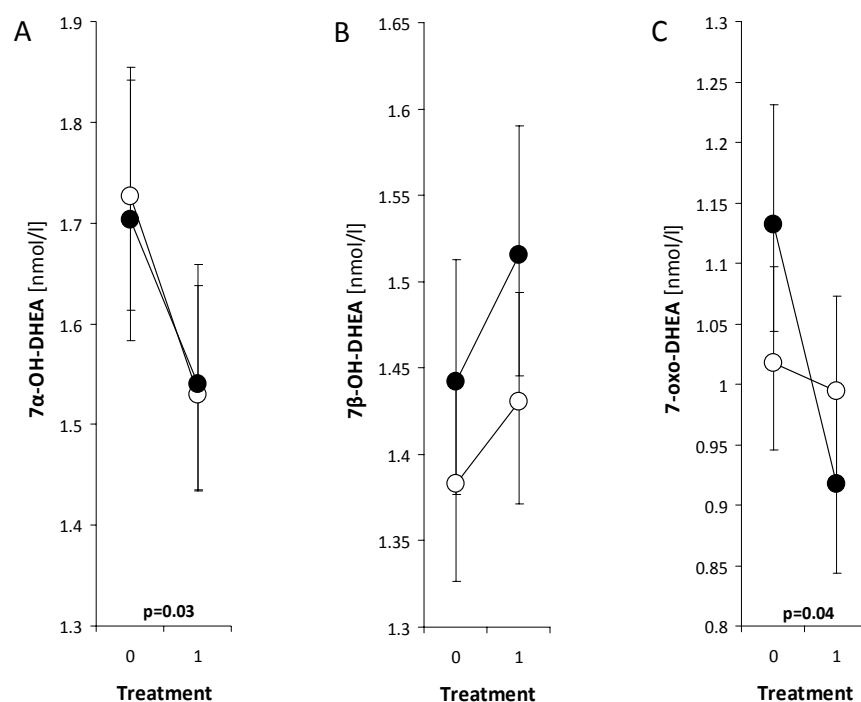 A
7α-OH-DHEA [nmol/l]
1.9
1.8
1.7
1.6
1.5
1.4
1.3
p=0.03
0 1
Treatment
B
7β-OH-DHEA [nmol/l]
1.65
1.6
1.55
1.5
1.45
1.4
1.35
1.3
0 1
Treatment
C
7-oxo-DHEA [nmol/l]
1.3
1.25
1.2
1.15
1.1
1.05
1
0.95
0.9
0.85
0.8
p=0.04
0 1
Treatment